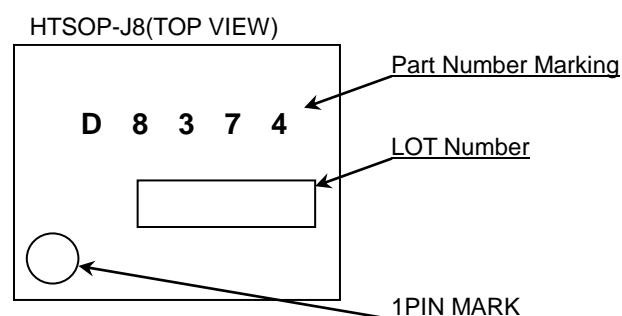 HTSOP-J8(TOP VIEW)
Part Number Marking
D 8 3 7 4
LOT Number
1PIN MARK